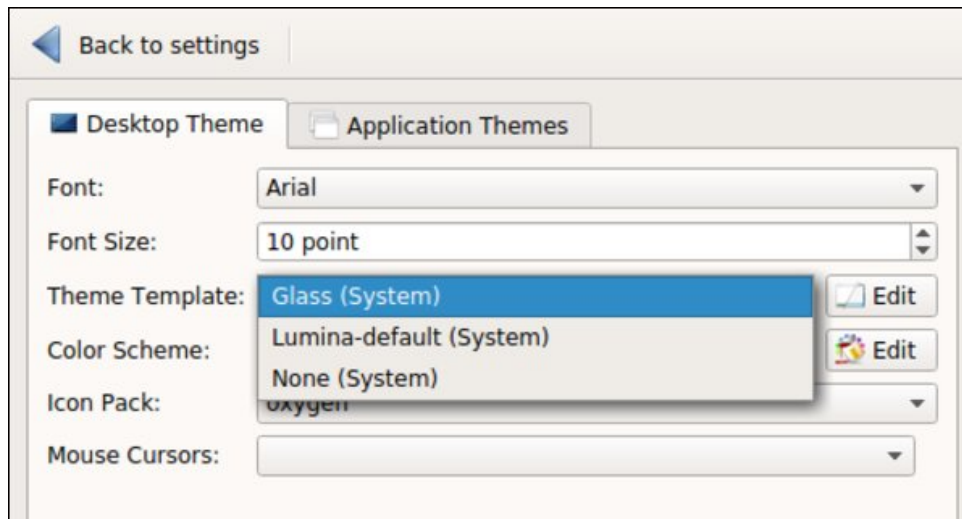 Back to settings
Desktop Theme Application Themes
Font: Arial
Font Size: 10 point
Theme Template: Glass (System) Edit
Lumina-default (System)
Color Scheme: Edit
None (System)
Icon Pack: oxygen
Mouse Cursors: